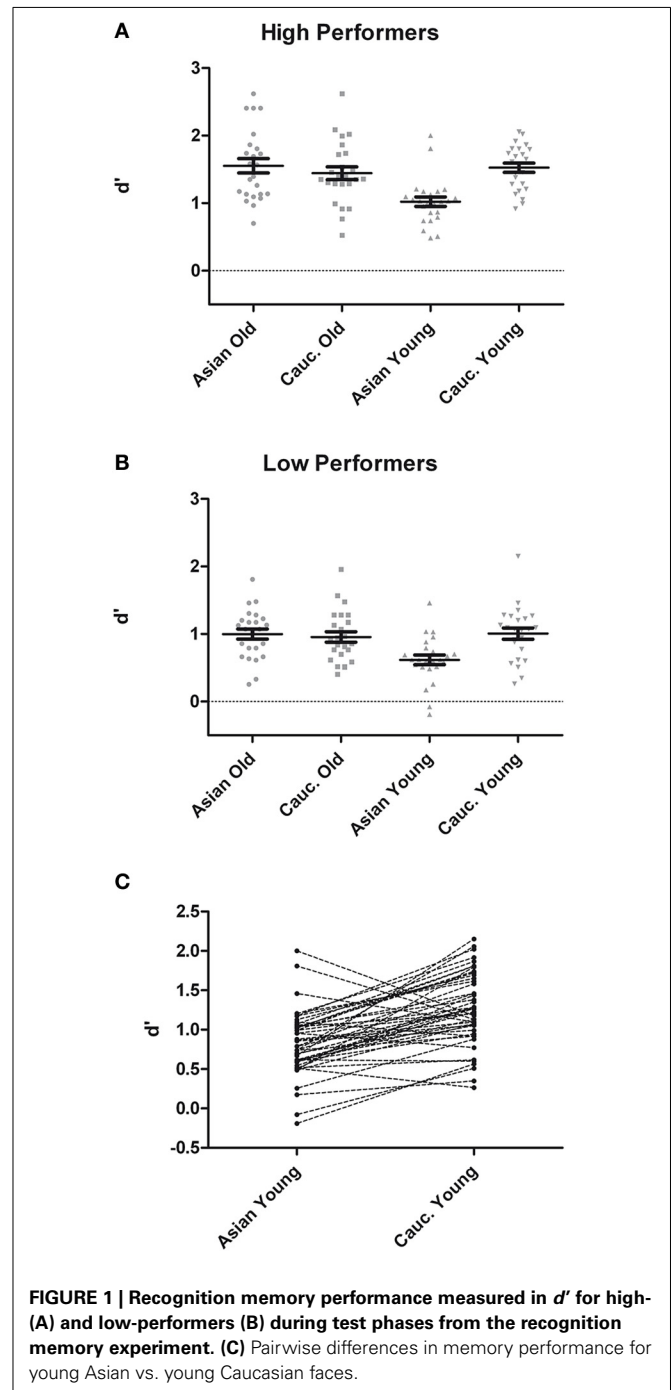 A
High Performers
3
2
1
0
d'
Asian Old
Cauc. Old
Asian Young
Cauc. Young
B
Low Performers
3
2
1
0
d'
Asian Old
Cauc. Old
Asian Young
Cauc. Young
C
2.5
2.0
1.5
1.0
0.5
0.0
-0.5
d'
Asian Young
Cauc. Young
FIGURE 1 | Recognition memory performance measured in d′ for high-
(A) and low-performers (B) during test phases from the recognition
memory experiment. (C) Pairwise differences in memory performance for
young Asian vs. young Caucasian faces.